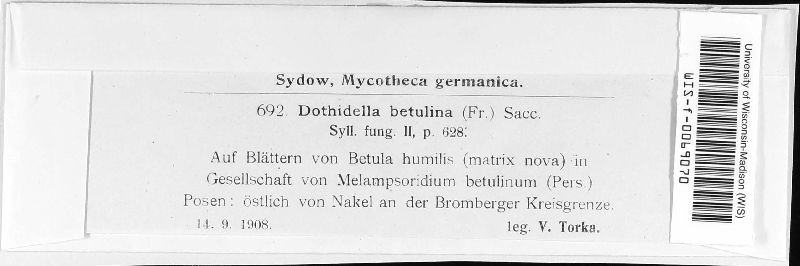 Sydow, Mycotheca germanica.
692 Dothidella betulina (Fr.) Sacc.
Syll. fung. II, p. 628.
Auf Blättern von Betula humilis (matrix nova) in
Gesellschaft von Melampsoridium betulinum (Pers.)
Posen: östlich von Nakel an der Bromberger Kreisgrenze.
14. 9. 1908. leg. V. Torka.
University of Wisconsin-Madison (WIS)
WIS-f-0069070